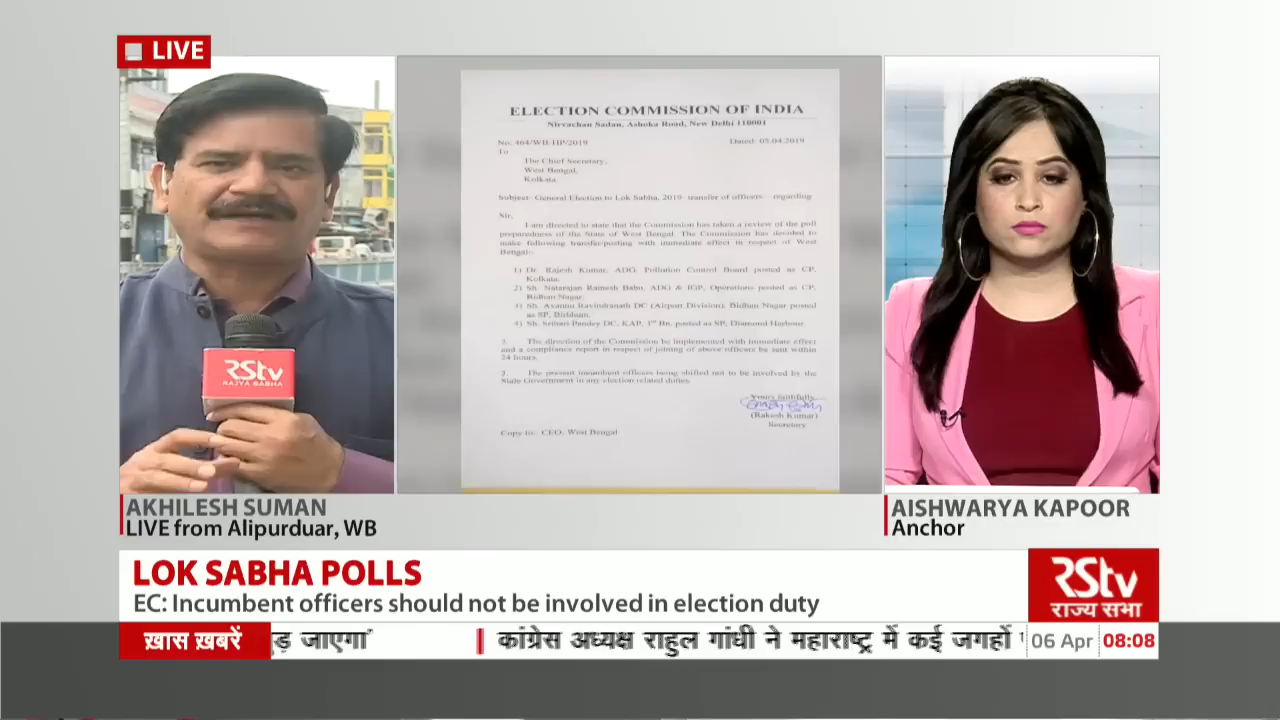 LIVE
ELECTION COMMISSION OF INDIA
Nirvachan Sadan, Ashoka Road, New Delhi 110001
No. 464/WB-HP/2019
Dated: 05.04.2019
To
The Chief Secretary,
West Bengal,
Kolkata.
Subject: General Election to Lok Sabha, 2019- transfer of officers- regarding
Sir,
I am directed to state that the Commission has taken a review of the poll
preparedness of the State of West Bengal. The Commission has decided to
make following transfer/posting with immediate effect in respect of West
Bengal:-
1) Dr. Rajesh Kumar, ADG, Pollution Control Board posted as CP,
Kolkata.
2) Sh. Natarajan Ramesh Babu, ADG & IGP, Operations posted as CP,
Bidhan Nagar.
3) Sh. Avannu Ravindranath DC (Airport Division), Bidhan Nagar posted
as SP, Birbhum.
4) Sh. Srihari Pandey DC, KAP, 3rd Bn. posted as SP, Diamond Harbour.
2. The direction of the Commission be implemented with immediate effect
and a compliance report in respect of joining of above officers be sent within
24 hours.
3. The present incumbent officers being shifted not to be involved by the
State Government in any election related duties.
Yours faithfully,
(Rakesh Kumar)
Secretary
Copy to:- CEO, West Bengal
RSTV
RAJYA SABHA
AKHILESH SUMAN
LIVE from Alipurduar, WB
AISHWARYA KAPOOR
Anchor
LOK SABHA POLLS
EC: Incumbent officers should not be involved in election duty
RSTV
राज्य सभा
ख़ास ख़बरें
ड़ जाएगा'
कांग्रेस अध्यक्ष राहुल गांधी ने महाराष्ट्र में कई जगहों
06 Apr
08:08